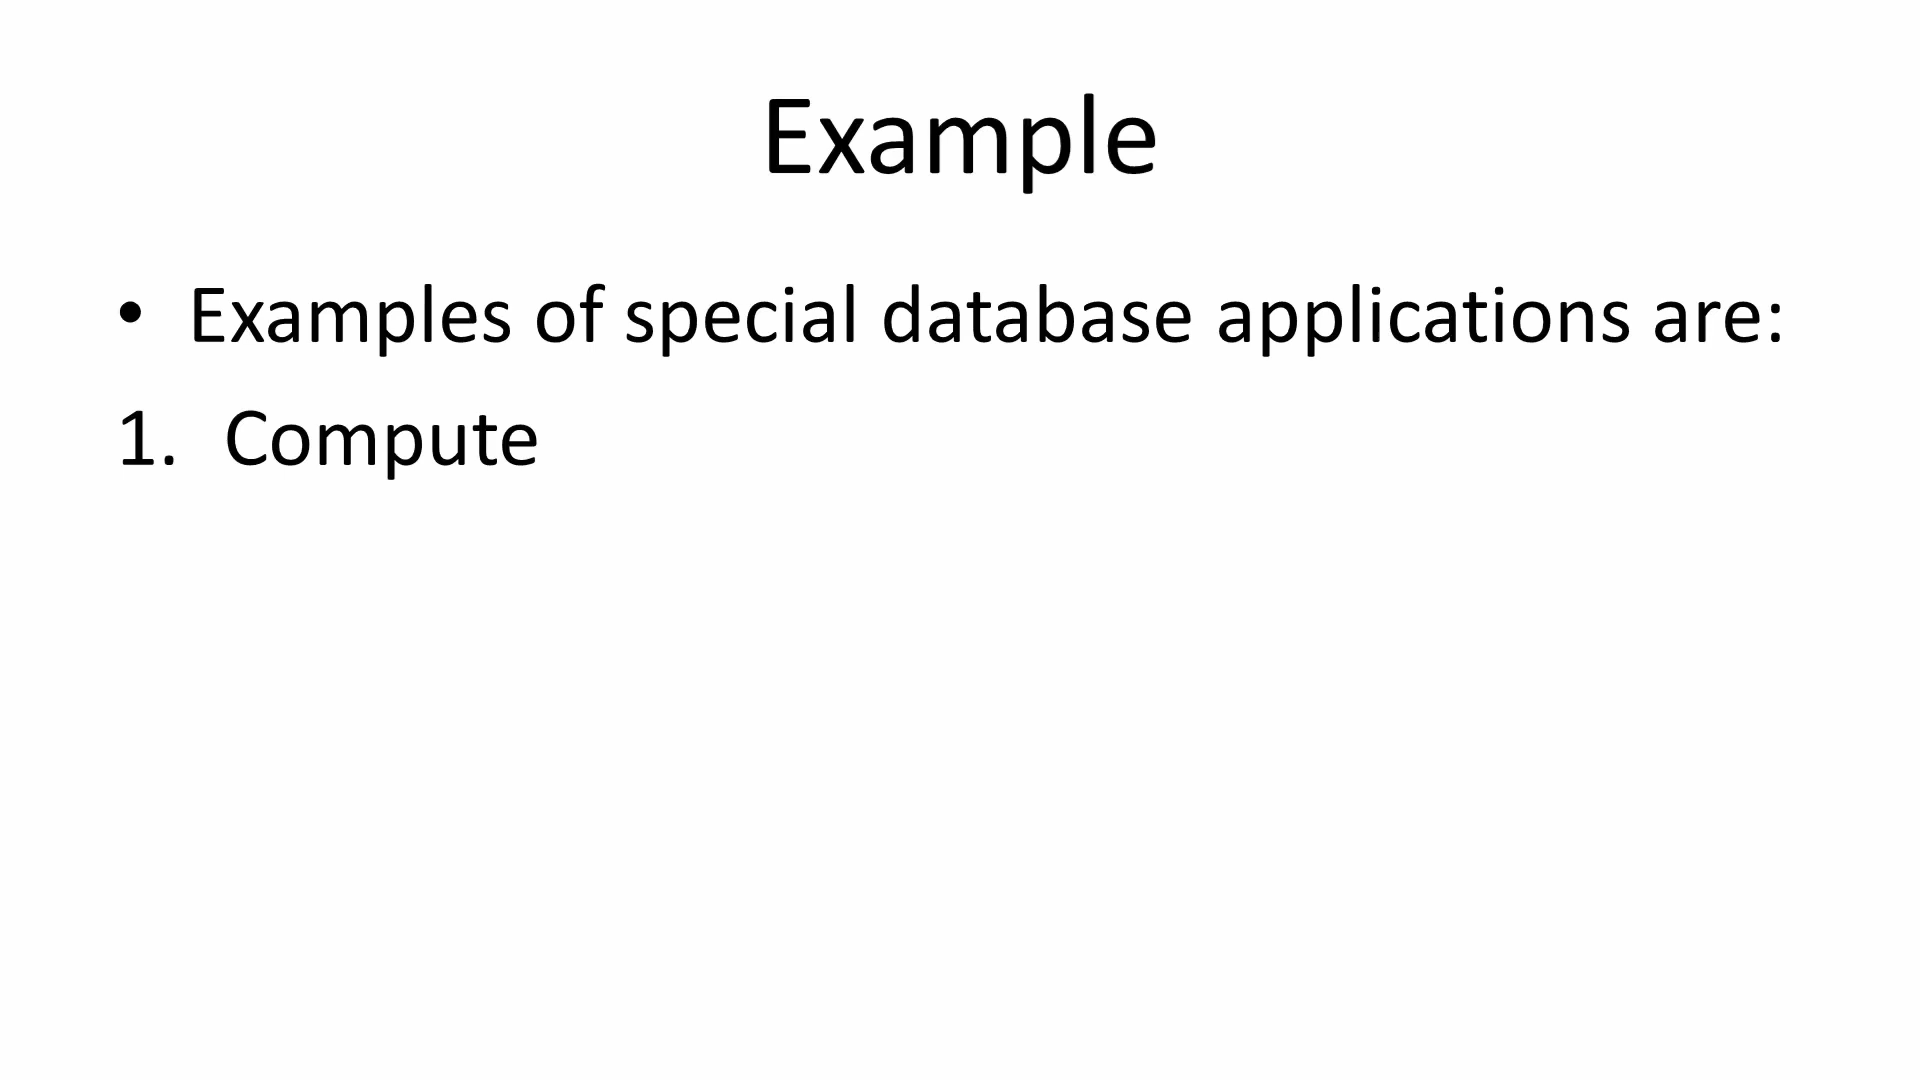 Example
• Examples of special database applications are:
1. Compute